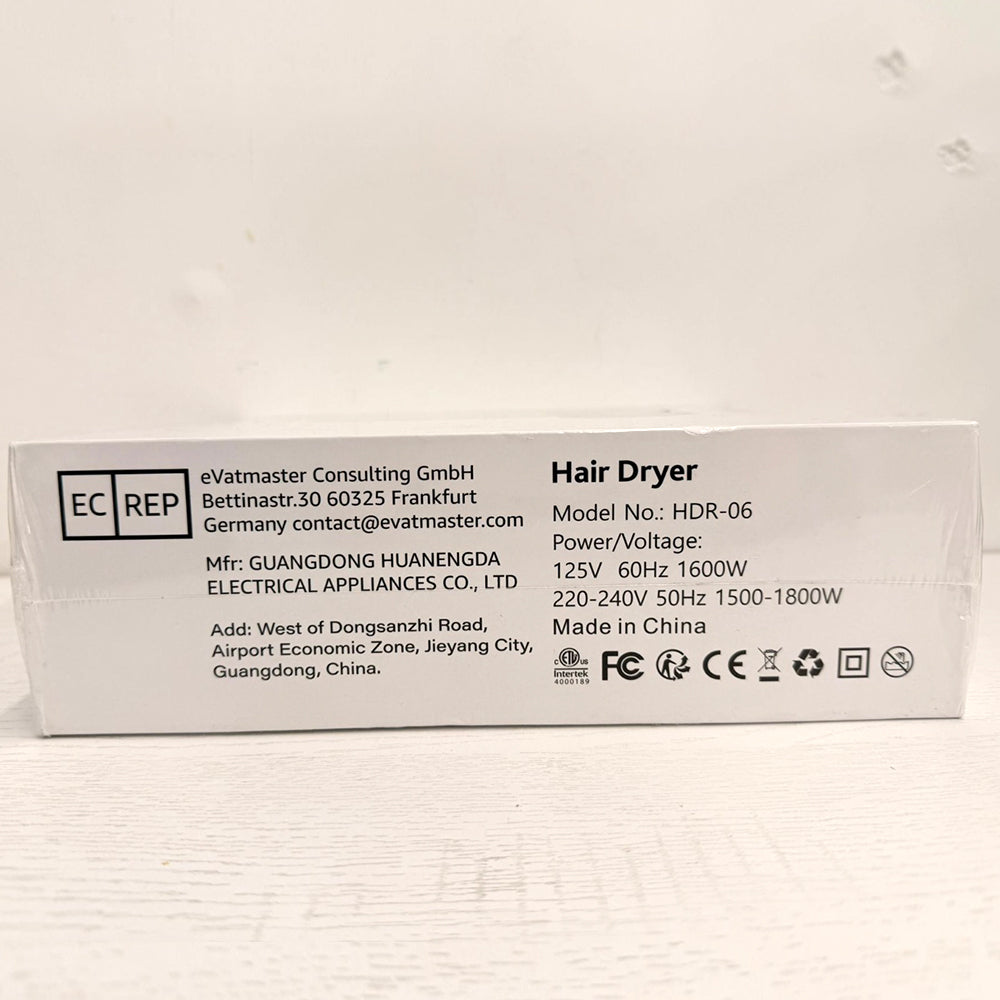 EC REP
eVatmaster Consulting GmbH
Bettinastr.30 60325 Frankfurt
Germany contact@evatmaster.com
Mfr: GUANGDONG HUANENGDA
ELECTRICAL APPLIANCES CO., LTD
Add: West of Dongsanzhi Road,
Airport Economic Zone, Jieyang City,
Guangdong, China.
Hair Dryer
Model No.: HDR-06
Power/Voltage:
125V 60Hz 1600W
220-240V 50Hz 1500-1800W
Made in China
C ETL US
Intertek
4000189
FC
CE